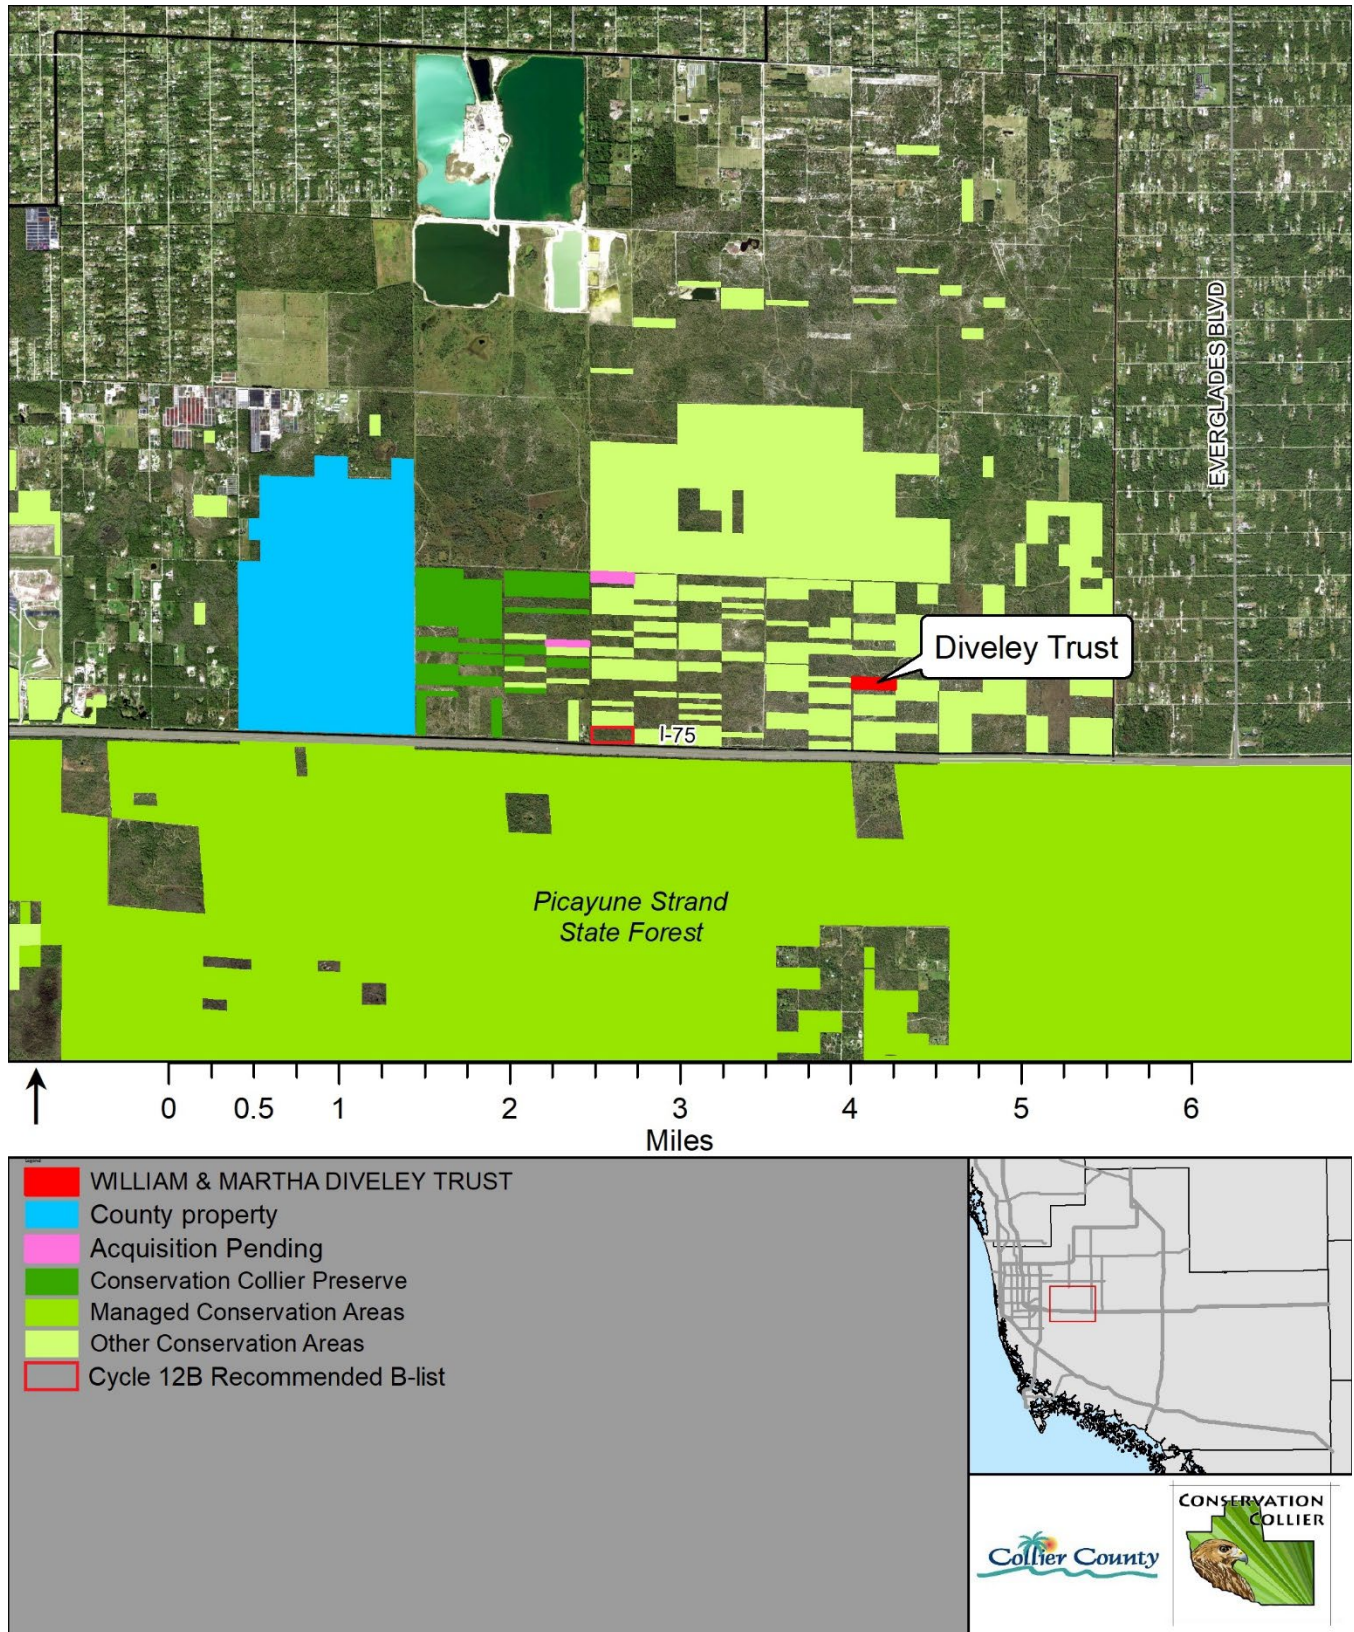 EVERGLADES BLVD
Diveley Trust
I-75
Picayune Strand
State Forest
0 0.5 1 2 3 4 5 6
Miles
WILLIAM & MARTHA DIVELEY TRUST
County property
Acquisition Pending
Conservation Collier Preserve
Managed Conservation Areas
Other Conservation Areas
Cycle 12B Recommended B-list
CONSERVATION
COLLIER
Collier County